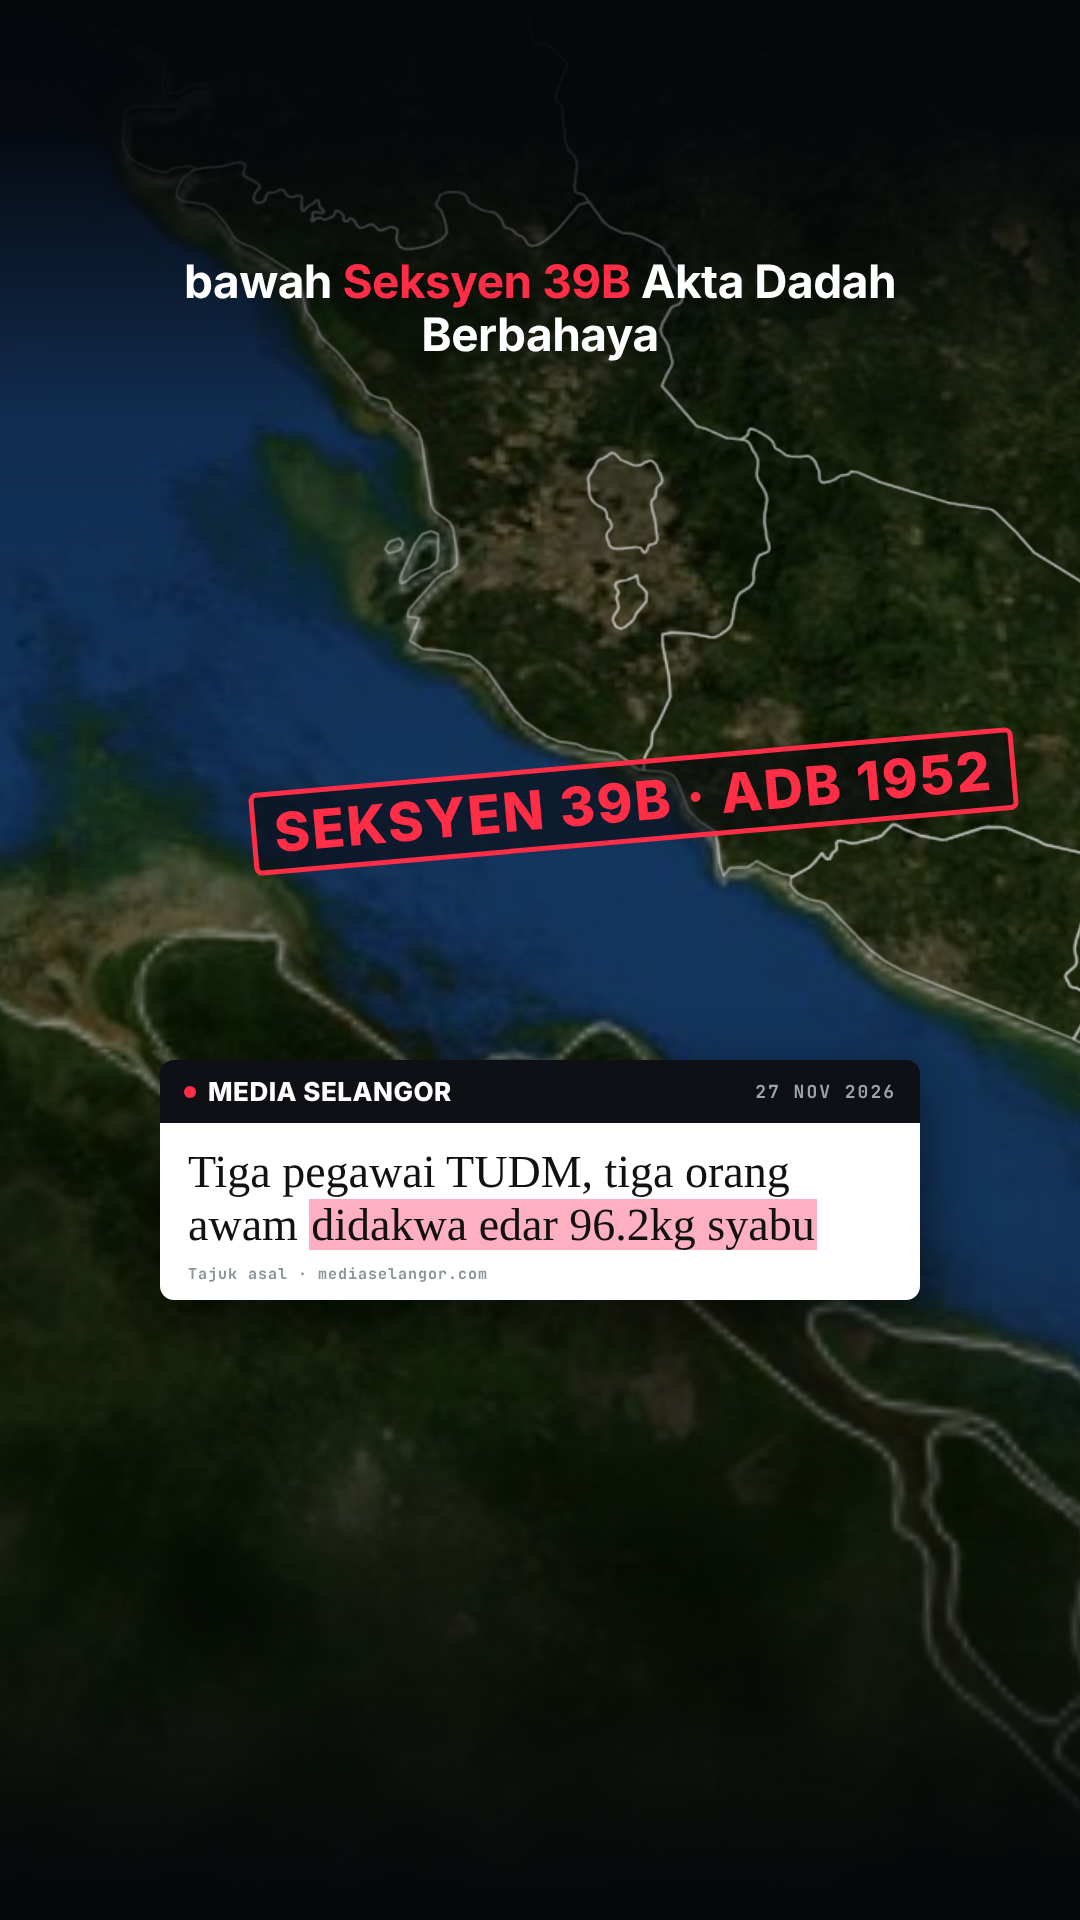 bawah Seksyen 39B Akta Dadah
Berbahaya
SEKSYEN 39B · ADB 1952
MEDIA SELANGOR
27 NOV 2026
Tiga pegawai TUDM, tiga orang
awam didakwa edar 96.2kg syabu
Tajuk asal · mediaselangor.com